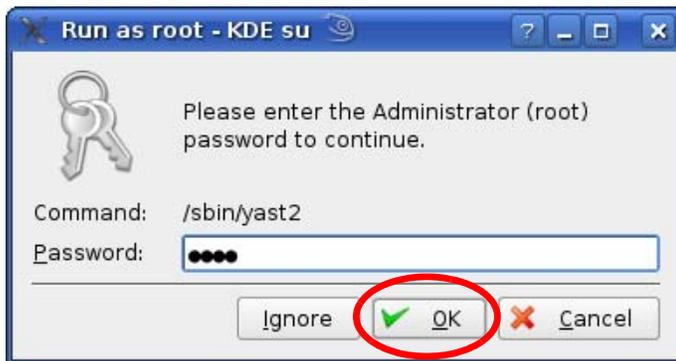 Run as root - KDE su
?
Please enter the Administrator (root)
password to continue.
Command: /sbin/yast2
Password: ●●●●
Ignore OK Cancel